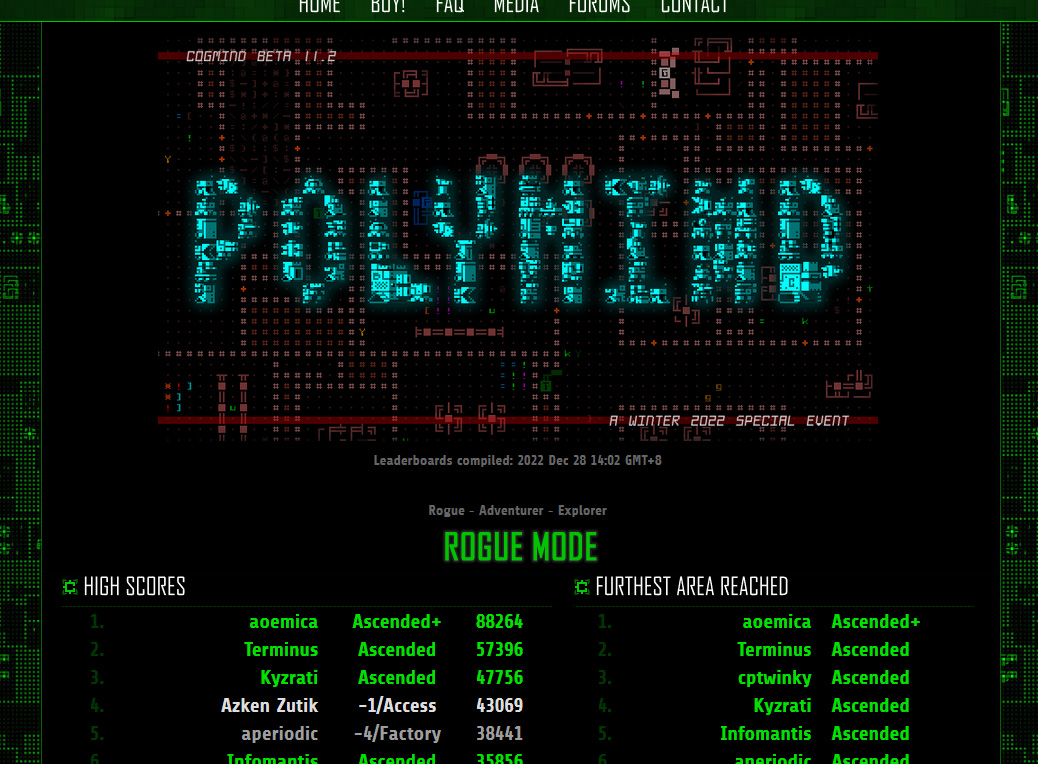 HOME BUY! FAQ MEDIA FORUMS CONTACT
COGMIND BETA 11.2
POLYMIND
A WINTER 2022 SPECIAL EVENT
Leaderboards compiled: 2022 Dec 28 14:02 GMT+8
Rogue - Adventurer - Explorer
ROGUE MODE
HIGH SCORES
1. aoemica Ascended+ 88264
2. Terminus Ascended 57396
3. Kyzrati Ascended 47756
4. Azken Zutik -1/Access 43069
5. aperiodic -4/Factory 38441
6. Infomantis Ascended 35856
FURTHEST AREA REACHED
1. aoemica Ascended+
2. Terminus Ascended
3. cptwinky Ascended
4. Kyzrati Ascended
5. Infomantis Ascended
6. aperiodic Ascended